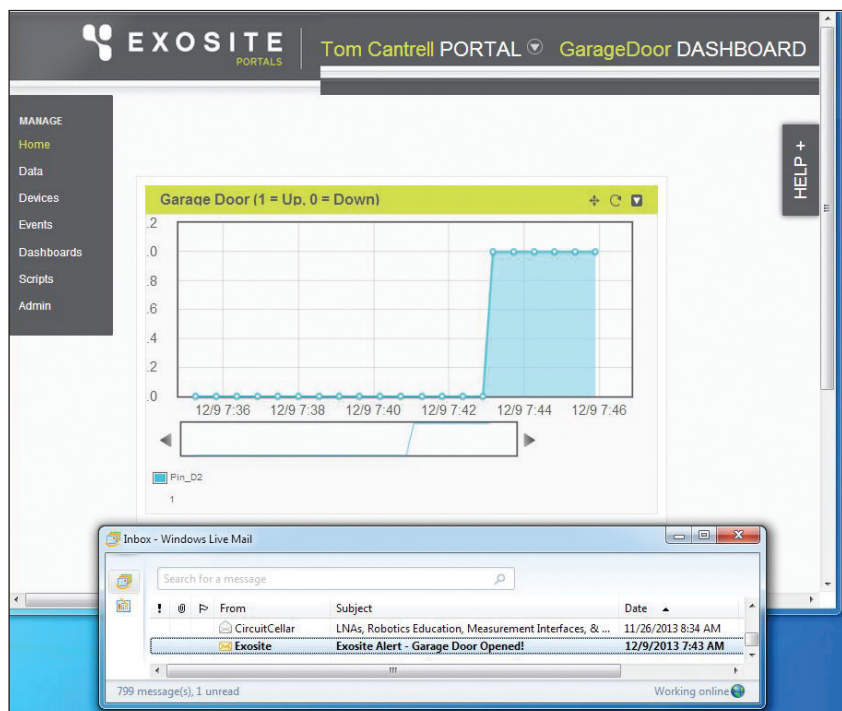 EXOSITE
PORTALS
Tom Cantrell PORTAL
GarageDoor DASHBOARD
MANAGE
Home
Data
Devices
Events
Dashboards
Scripts
Admin
HELP +
Garage Door (1 = Up, 0 = Down)
.2
.0
.8
.6
.4
.2
.0
12/9 7:36 12/9 7:38 12/9 7:40 12/9 7:42 12/9 7:44 12/9 7:46
Pin_D2
1
Inbox - Windows Live Mail
Search for a message
! From Subject Date
CircuitCellar LNAs, Robotics Education, Measurement Interfaces, & ... 11/26/2013 8:34 AM
Exosite Exosite Alert - Garage Door Opened! 12/9/2013 7:43 AM
799 message(s), 1 unread Working online